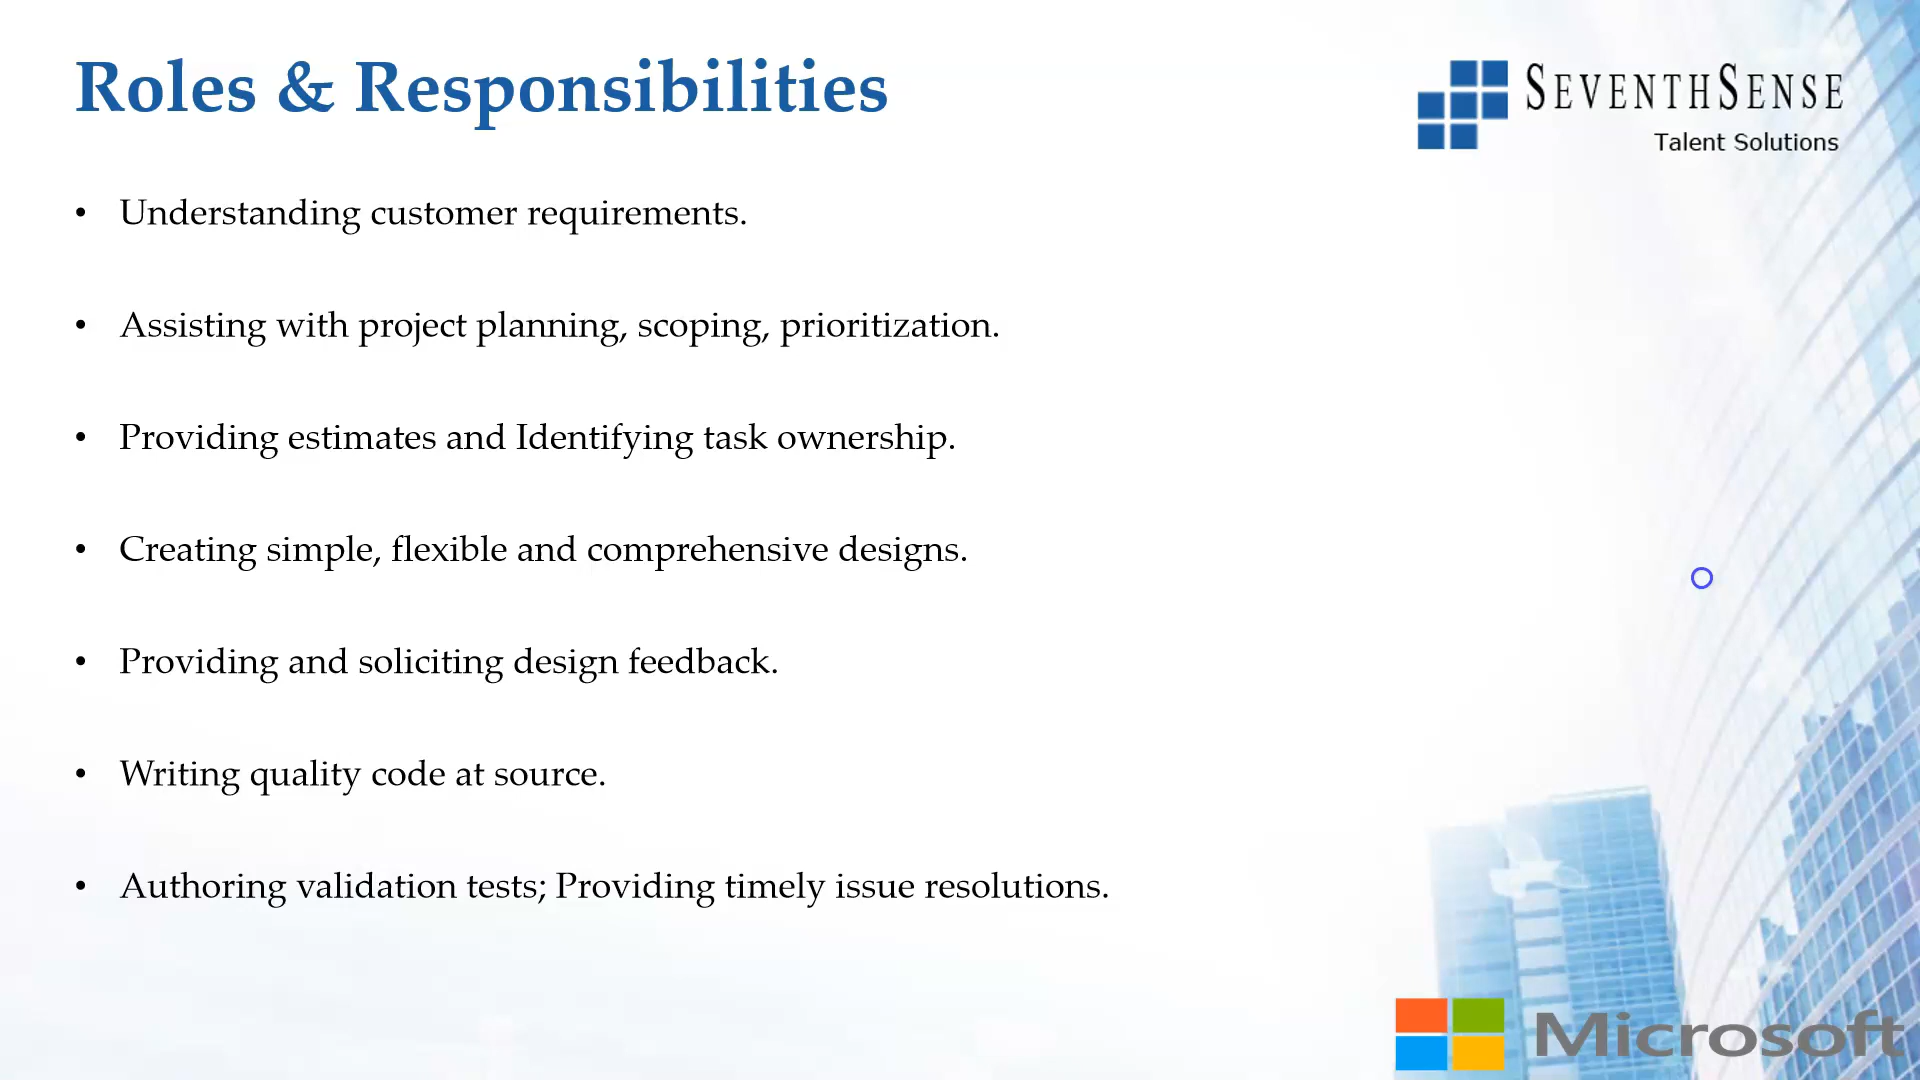 Roles & Responsibilities
SEVENTHSENSE
Talent Solutions
• Understanding customer requirements.
• Assisting with project planning, scoping, prioritization.
• Providing estimates and Identifying task ownership.
• Creating simple, flexible and comprehensive designs.
• Providing and soliciting design feedback.
• Writing quality code at source.
• Authoring validation tests; Providing timely issue resolutions.
Microsoft